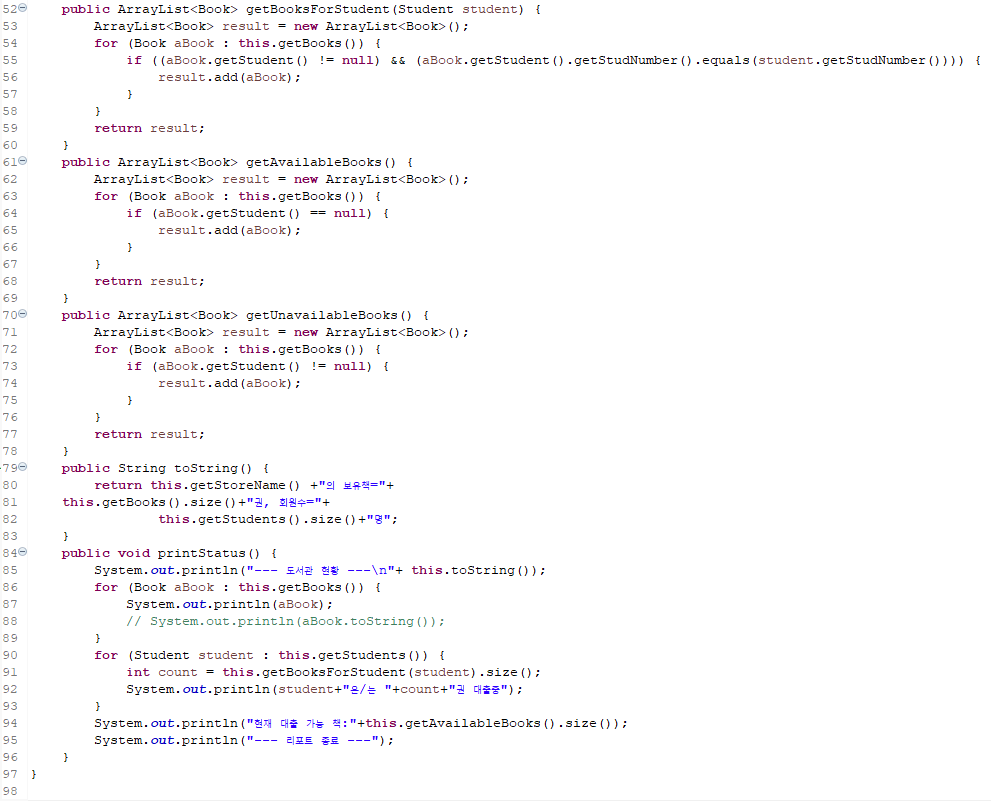 52 public ArrayList<Book> getBooksForStudent(Student student) {
53 ArrayList<Book> result = new ArrayList<Book>();
54 for (Book aBook : this.getBooks()) {
55 if ((aBook.getStudent() != null) && (aBook.getStudent().getStudNumber().equals(student.getStudNumber()))) {
56 result.add(aBook);
57 }
58 }
59 return result;
60 }
61 public ArrayList<Book> getAvailableBooks() {
62 ArrayList<Book> result = new ArrayList<Book>();
63 for (Book aBook : this.getBooks()) {
64 if (aBook.getStudent() == null) {
65 result.add(aBook);
66 }
67 }
68 return result;
69 }
70 public ArrayList<Book> getUnavailableBooks() {
71 ArrayList<Book> result = new ArrayList<Book>();
72 for (Book aBook : this.getBooks()) {
73 if (aBook.getStudent() != null) {
74 result.add(aBook);
75 }
76 }
77 return result;
78 }
79 public String toString() {
80 return this.getStoreName() +"의 보유책="+
81 this.getBooks().size()+"권, 회원수="+
82 this.getStudents().size()+"명";
83 }
84 public void printStatus() {
85 System.out.println("--- 도서관 현황 ---\n"+ this.toString());
86 for (Book aBook : this.getBooks()) {
87 System.out.println(aBook);
88 // System.out.println(aBook.toString());
89 }
90 for (Student student : this.getStudents()) {
91 int count = this.getBooksForStudent(student).size();
92 System.out.println(student+"은/는 "+count+"권 대출중");
93 }
94 System.out.println("현재 대출 가능 책:"+this.getAvailableBooks().size());
95 System.out.println("--- 리포트 종료 ---");
96 }
97 }
98